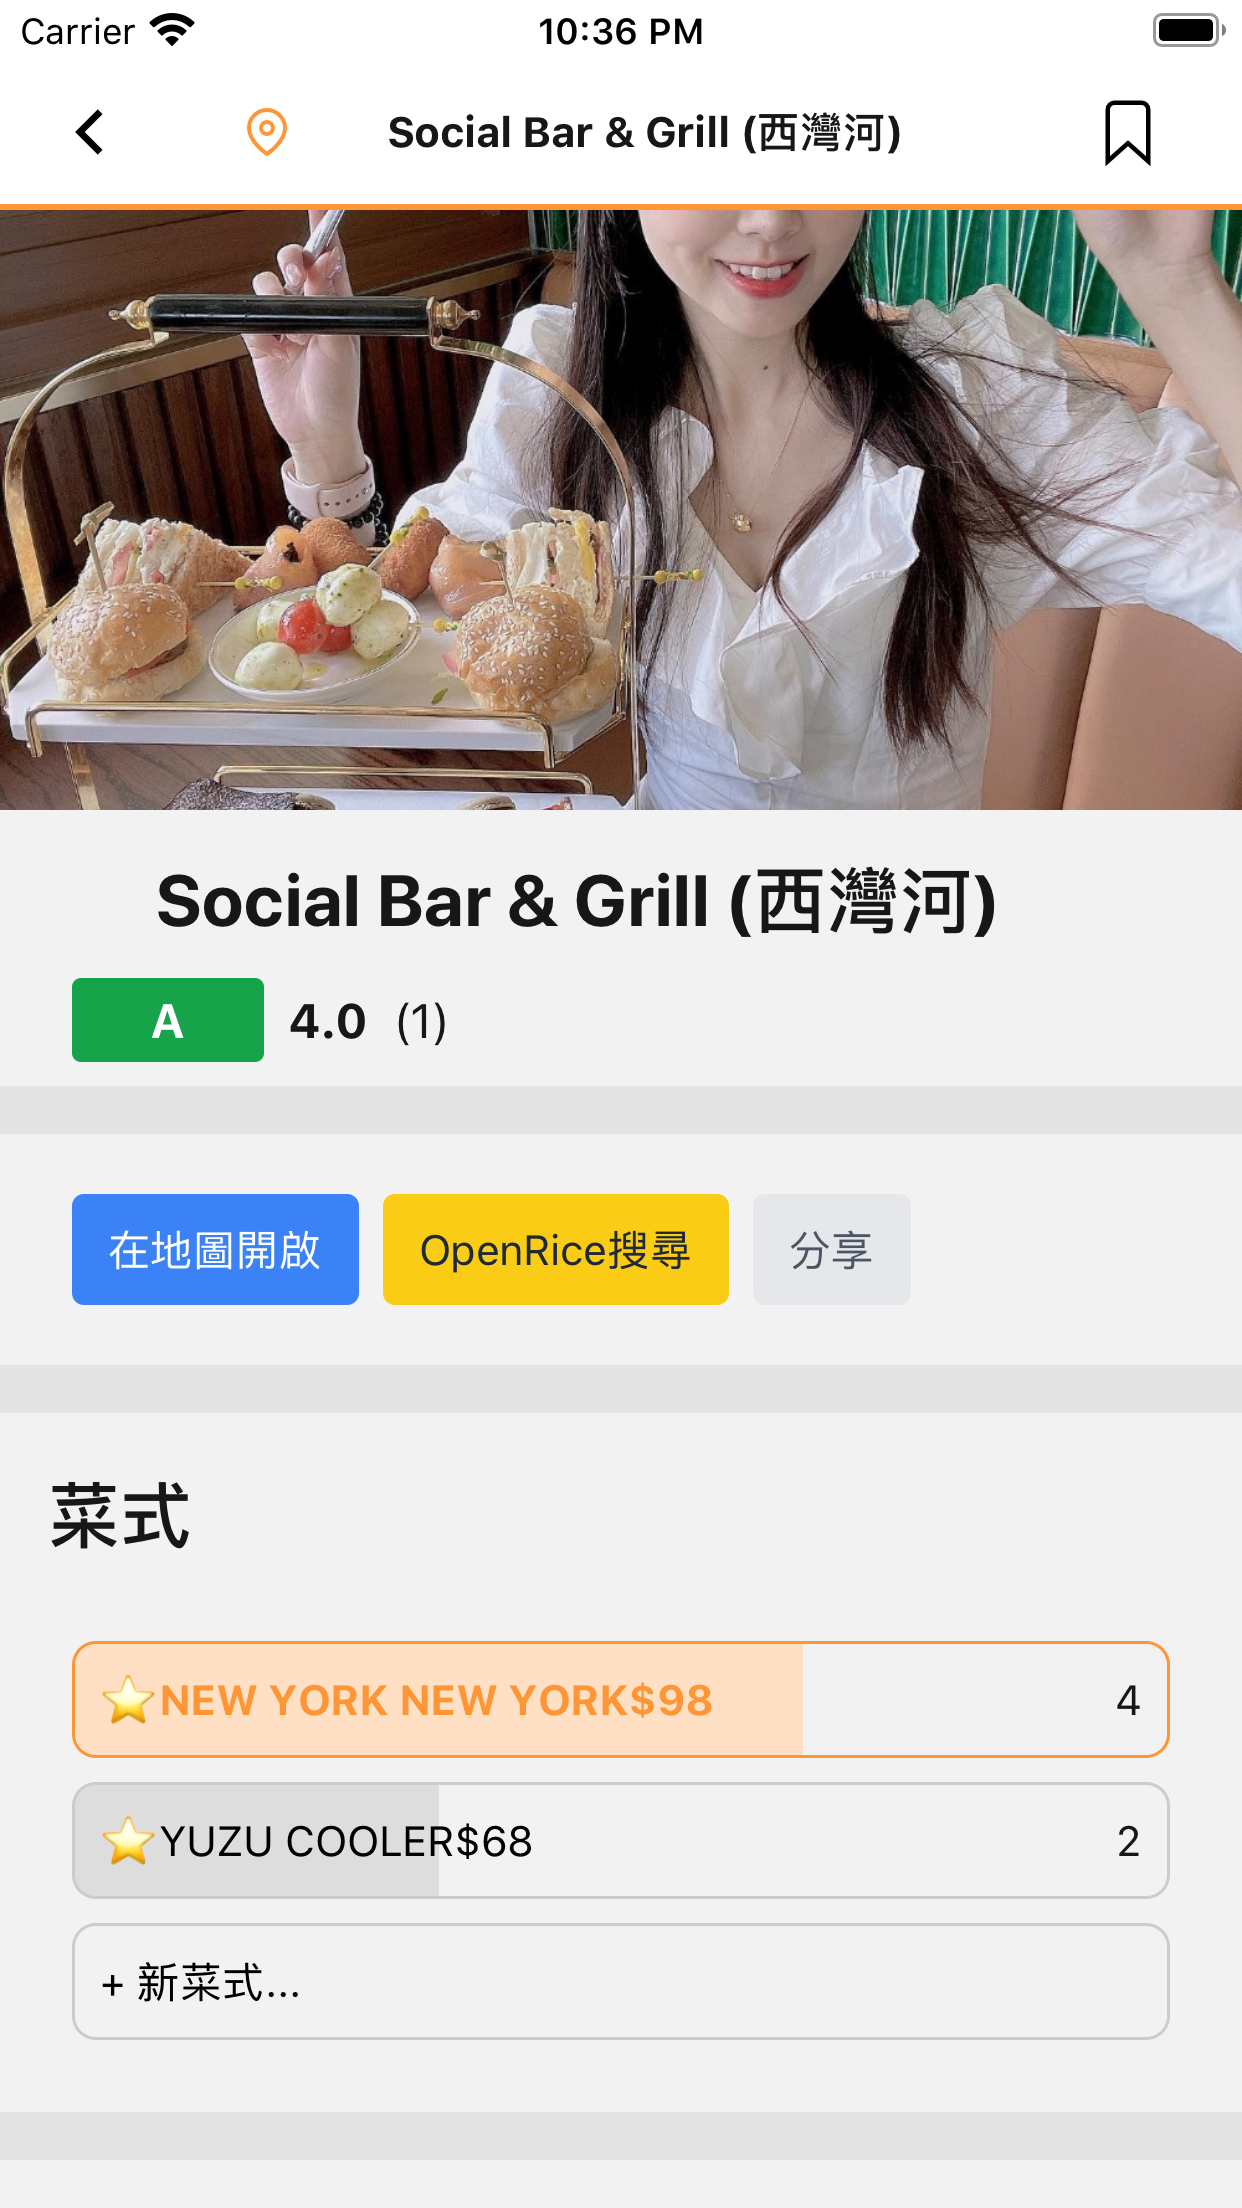 Carrier 10:36 PM
Social Bar & Grill (西灣河)
Social Bar & Grill (西灣河)
A 4.0 (1)
在地圖開啟 OpenRice搜尋 分享
菜式
⭐NEW YORK NEW YORK$98 4
⭐YUZU COOLER$68 2
+ 新菜式...